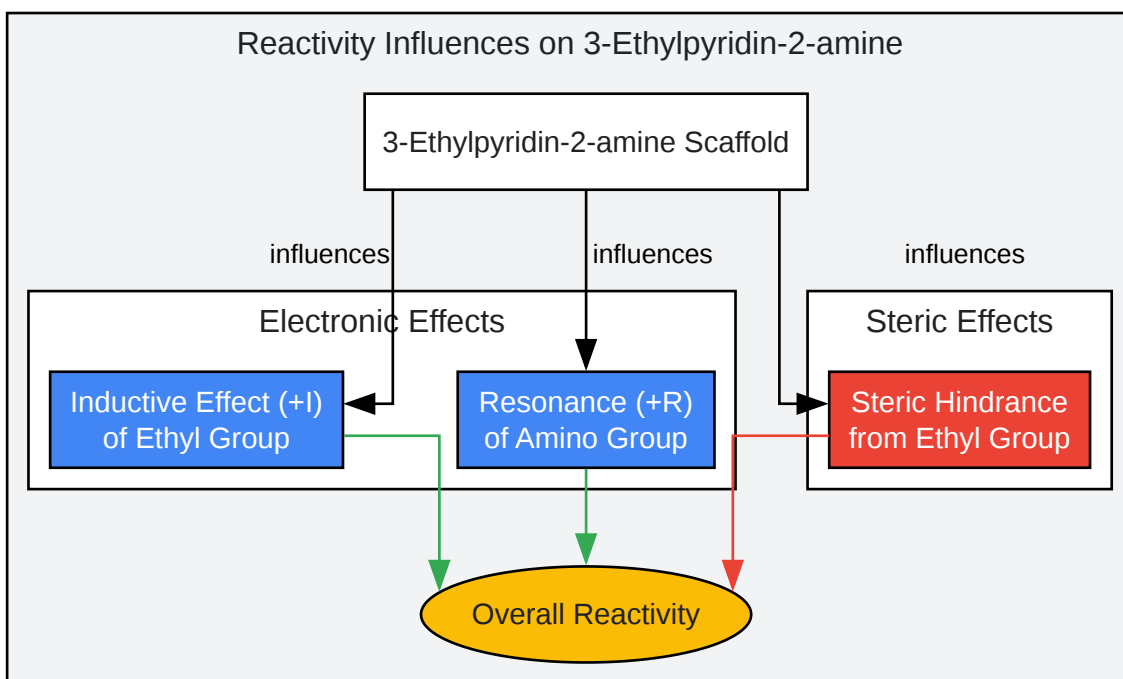 Reactivity Influences on 3-Ethylpyridin-2-amine
3-Ethylpyridin-2-amine Scaffold
influences
influences
influences
Electronic Effects
Steric Effects
Inductive Effect (+I)
of Ethyl Group
Resonance (+R)
of Amino Group
Steric Hindrance
from Ethyl Group
Overall Reactivity